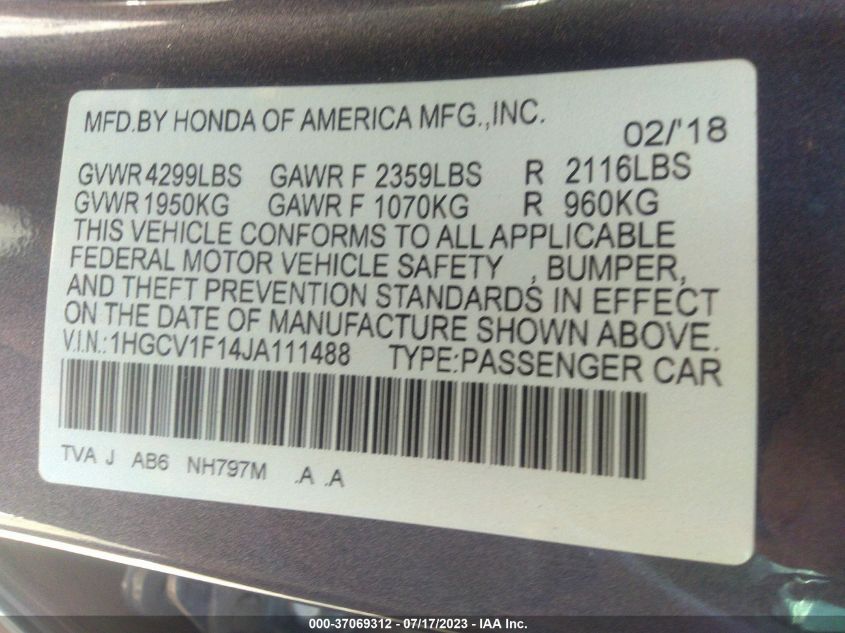 MFD.BY HONDA OF AMERICA MFG.,INC. 02/'18
GVWR 4299LBS GAWR F 2359LBS R 2116LBS
GVWR 1950KG GAWR F 1070KG R 960KG
THIS VEHICLE CONFORMS TO ALL APPLICABLE
FEDERAL MOTOR VEHICLE SAFETY , BUMPER,
AND THEFT PREVENTION STANDARDS IN EFFECT
ON THE DATE OF MANUFACTURE SHOWN ABOVE.
V.I.N.:1HGCV1F14JA111488 TYPE:PASSENGER CAR
TVA J AB6 NH797M .A .A
000-37069312 - 07/17/2023 - IAA Inc.